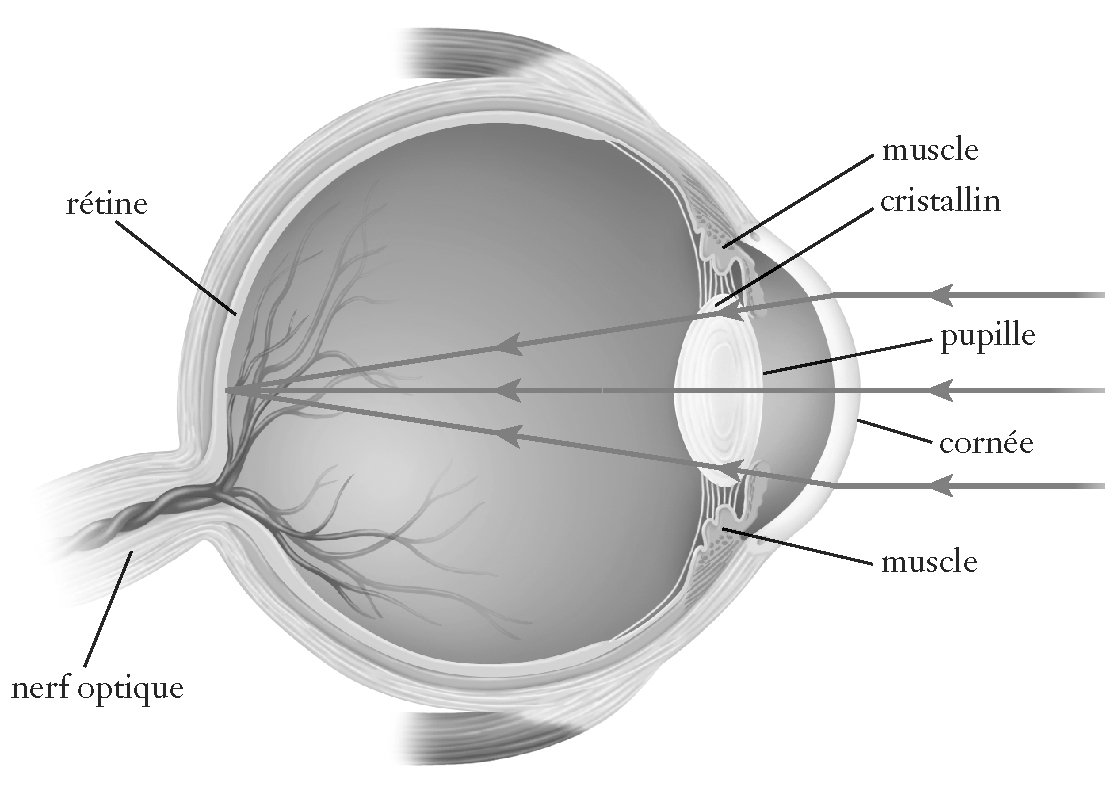 muscle
cristallin
rétine
pupille
cornée
muscle
nerf optique